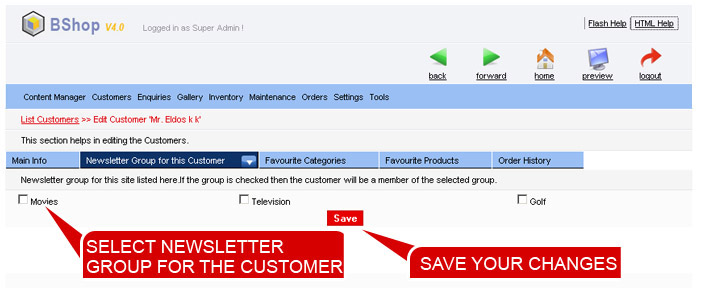 BShop V4.0 Logged in as Super Admin !
Flash Help HTML Help
back forward home preview logout
Content Manager Customers Enquiries Gallery Inventory Maintenance Orders Settings Tools
List Customers >> Edit Customer 'Mr. Eldos k k'
This section helps in editing the Customers.
Main Info Newsletter Group for this Customer Favourite Categories Favourite Products Order History
Newsletter group for this site listed here.If the group is checked then the customer will be a member of the selected group.
Movies Television Golf
Save
SELECT NEWSLETTER
GROUP FOR THE CUSTOMER
SAVE YOUR CHANGES